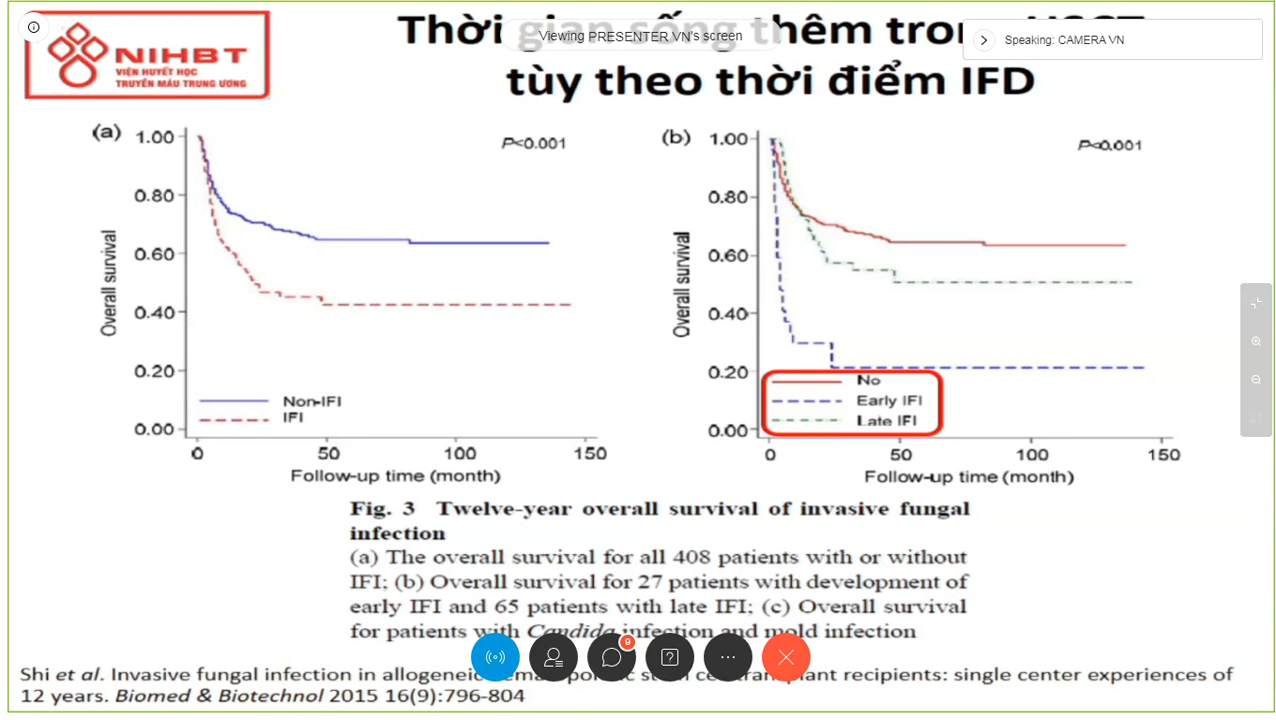 NIHBT
VIỆN HUYẾT HỌC
TRUYỀN MÁU TRUNG ƯƠNG
Thời gian sống thêm
tùy theo thời điểm IFD
Viewing PRESENTER VN's screen
Speaking: CAMERA VN
(a)
P<0.001
1.00
0.80
0.60
0.40
0.20
0.00
Overall survival
Non-IFI
IFI
0 50 100 150
Follow-up time (month)
(b)
P<0.001
1.00
0.80
0.60
0.40
0.20
0.00
Overall survival
No
Early IFI
Late IFI
0 50 100 150
Follow-up time (month)
Fig. 3 Twelve-year overall survival of invasive fungal
infection
(a) The overall survival for all 408 patients with or without
IFI; (b) Overall survival for 27 patients with development of
early IFI and 65 patients with late IFI; (c) Overall survival
for patients with Candida infection and mold infection
9
Shi et al. Invasive fungal infection in allogeneic recipients: single center experiences of
12 years. Biomed & Biotechnol 2015 16(9):796-804